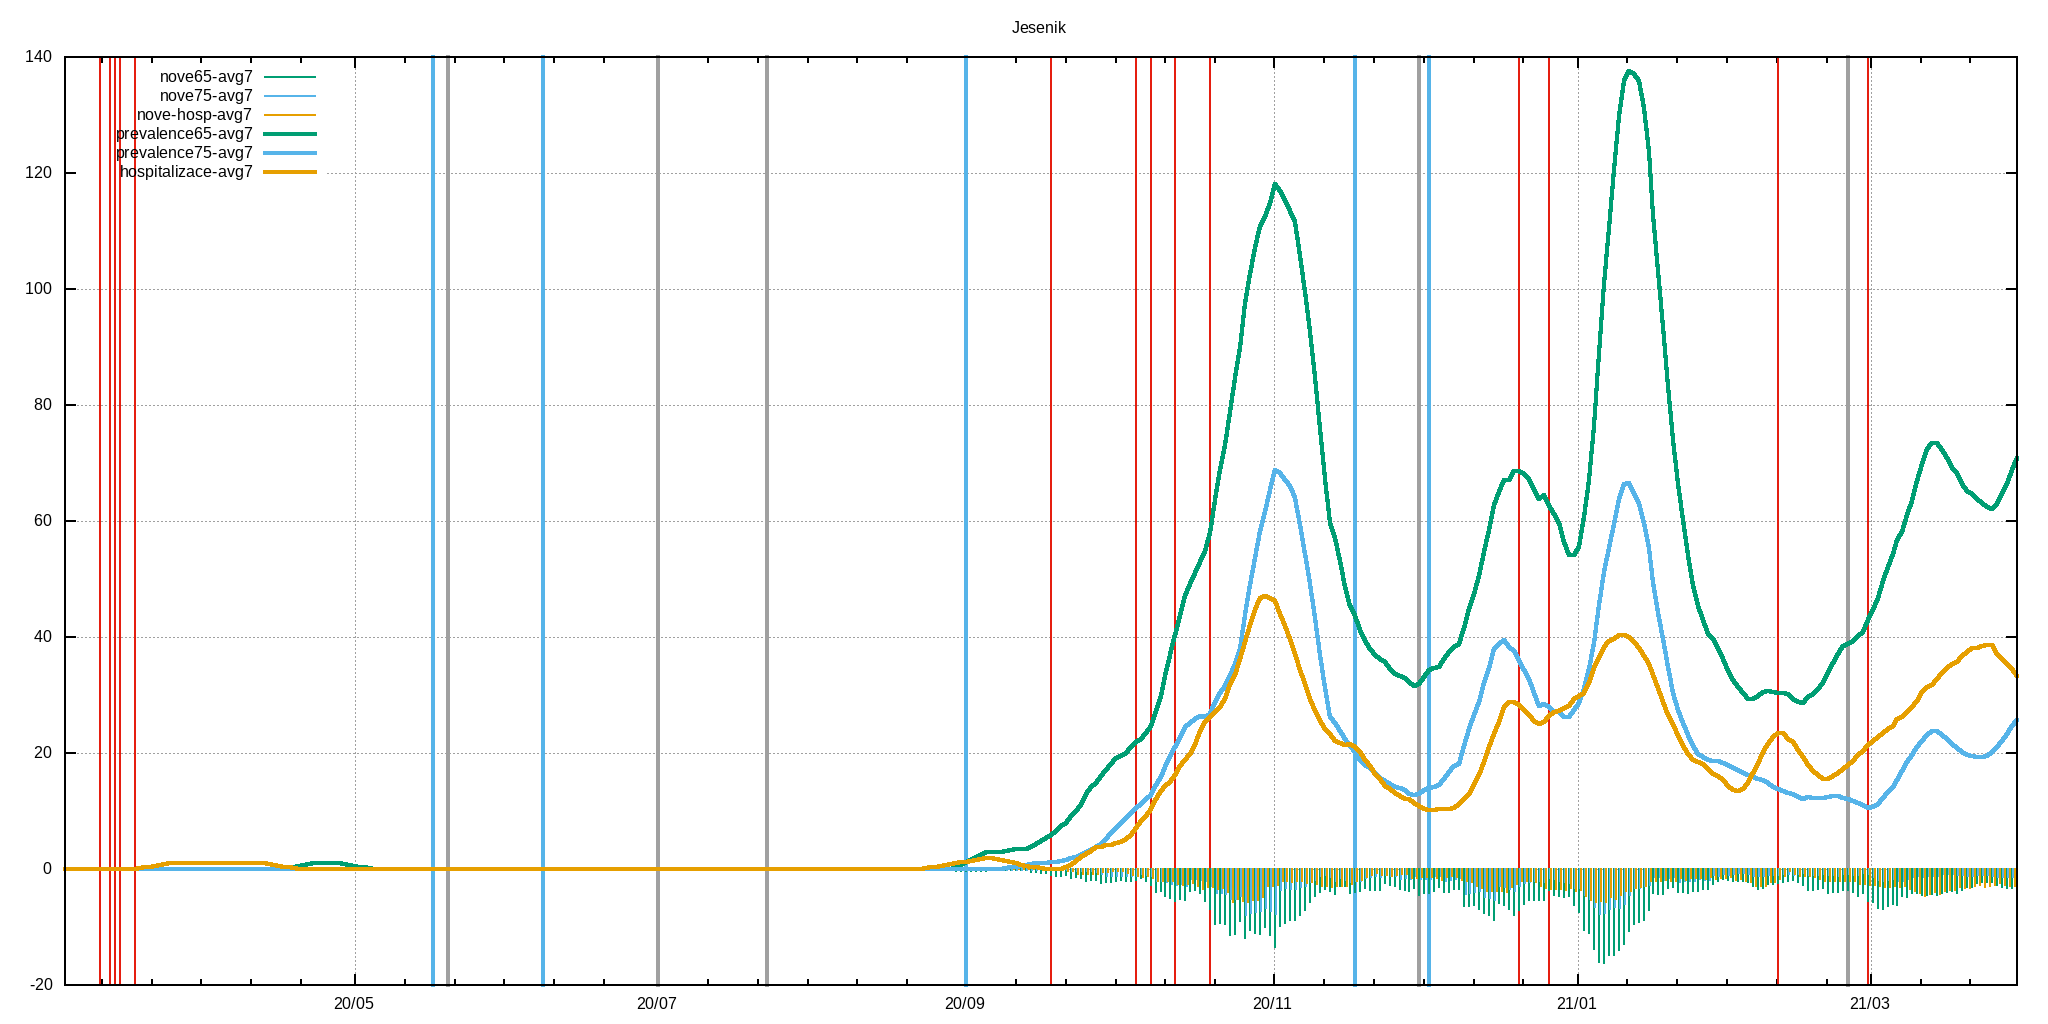 Jesenik
140
120
100
80
60
40
20
0
-20
nove65-avg7
nove75-avg7
nove-hosp-avg7
prevalence65-avg7
prevalence75-avg7
hospitalizace-avg7
20/05 20/07 20/09 20/11 21/01 21/03